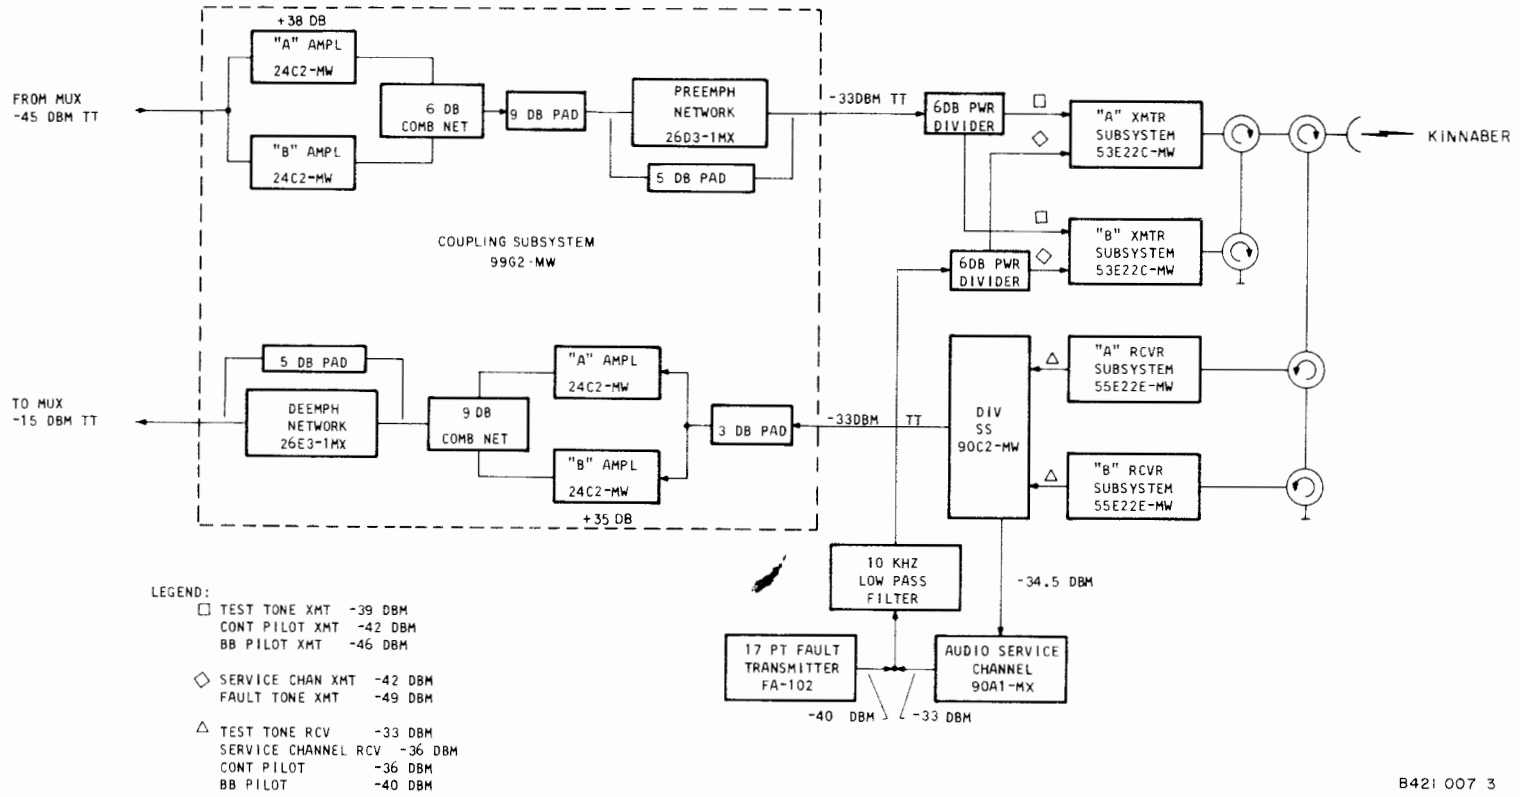 +38 DB
"A" AMPL
24C2-MW
FROM MUX
-45 DBM TT
6 DB
COMB NET
9 DB PAD
PREEMPH
NETWORK
26D3-1MX
5 DB PAD
"B" AMPL
24C2-MW
-33DBM TT
6DB PWR
DIVIDER
"A" XMTR
SUBSYSTEM
53E22C-MW
KINNABER
"B" XMTR
SUBSYSTEM
53E22C-MW
6DB PWR
DIVIDER
COUPLING SUBSYSTEM
99G2-MW
5 DB PAD
TO MUX
-15 DBM TT
DEEMPH
NETWORK
26E3-1MX
9 DB
COMB NET
"A" AMPL
24C2-MW
"B" AMPL
24C2-MW
+35 DB
3 DB PAD
-33DBM TT
DIV
SS
90C2-MW
"A" RCVR
SUBSYSTEM
55E22E-MW
"B" RCVR
SUBSYSTEM
55E22E-MW
10 KHZ
LOW PASS
FILTER
-34.5 DBM
17 PT FAULT
TRANSMITTER
FA-102
AUDIO SERVICE
CHANNEL
90A1-MX
-40 DBM
-33 DBM
LEGEND:
TEST TONE XMT -39 DBM
CONT PILOT XMT -42 DBM
BB PILOT XMT -46 DBM
SERVICE CHAN XMT -42 DBM
FAULT TONE XMT -49 DBM
TEST TONE RCV -33 DBM
SERVICE CHANNEL RCV -36 DBM
CONT PILOT -36 DBM
BB PILOT -40 DBM
B421 007 3